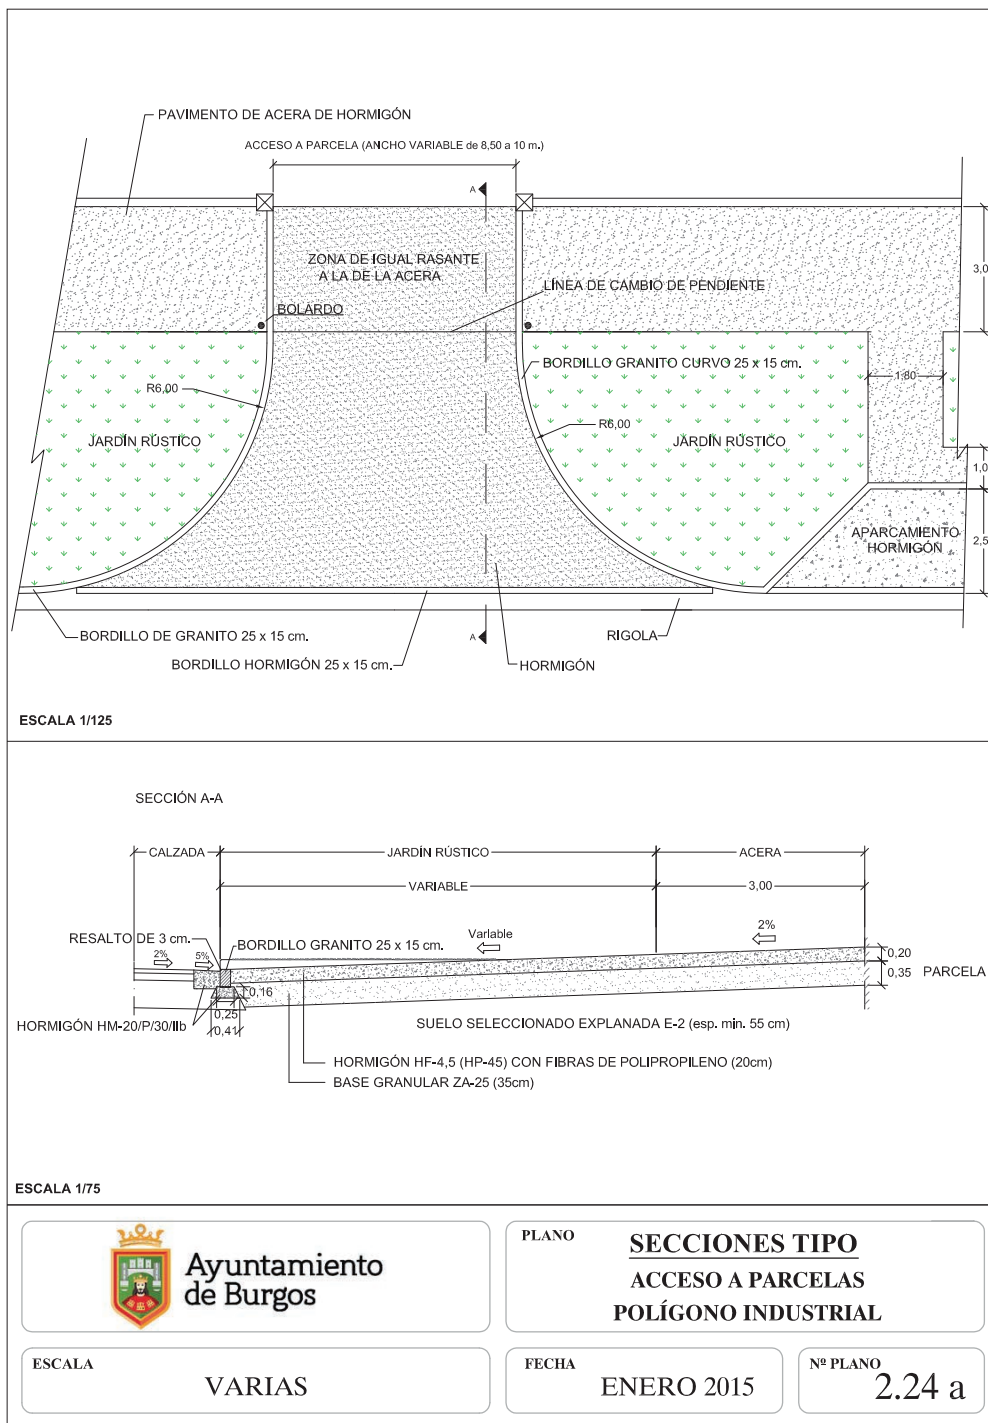 PAVIMENTO DE ACERA DE HORMIGÓN
ACCESO A PARCELA (ANCHO VARIABLE de 8,50 a 10 m.)
A
ZONA DE IGUAL RASANTE
A LA DE LA ACERA
LÍNEA DE CAMBIO DE PENDIENTE
3,0
BOLARDO
BORDILLO GRANITO CURVO 25 x 15 cm.
R6,00
1,80
R6,00
JARDÍN RÚSTICO
JARDÍN RÚSTICO
1,0
APARCAMIENTO
HORMIGÓN
2,5
BORDILLO DE GRANITO 25 x 15 cm.
A
RIGOLA
BORDILLO HORMIGÓN 25 x 15 cm.
HORMIGÓN
ESCALA 1/125
SECCIÓN A-A
CALZADA
JARDÍN RÚSTICO
ACERA
VARIABLE
3,00
RESALTO DE 3 cm.
BORDILLO GRANITO 25 x 15 cm.
Variable
2%
2%
5%
0,20
0,35
PARCELA
0,16
0,25
0,41
HORMIGÓN HM-20/P/30/IIb
SUELO SELECCIONADO EXPLANADA E-2 (esp. min. 55 cm)
HORMIGÓN HF-4,5 (HP-45) CON FIBRAS DE POLIPROPILENO (20cm)
BASE GRANULAR ZA-25 (35cm)
ESCALA 1/75
Ayuntamiento
de Burgos
PLANO
SECCIONES TIPO
ACCESO A PARCELAS
POLÍGONO INDUSTRIAL
ESCALA
VARIAS
FECHA
ENERO 2015
Nº PLANO
2.24 a